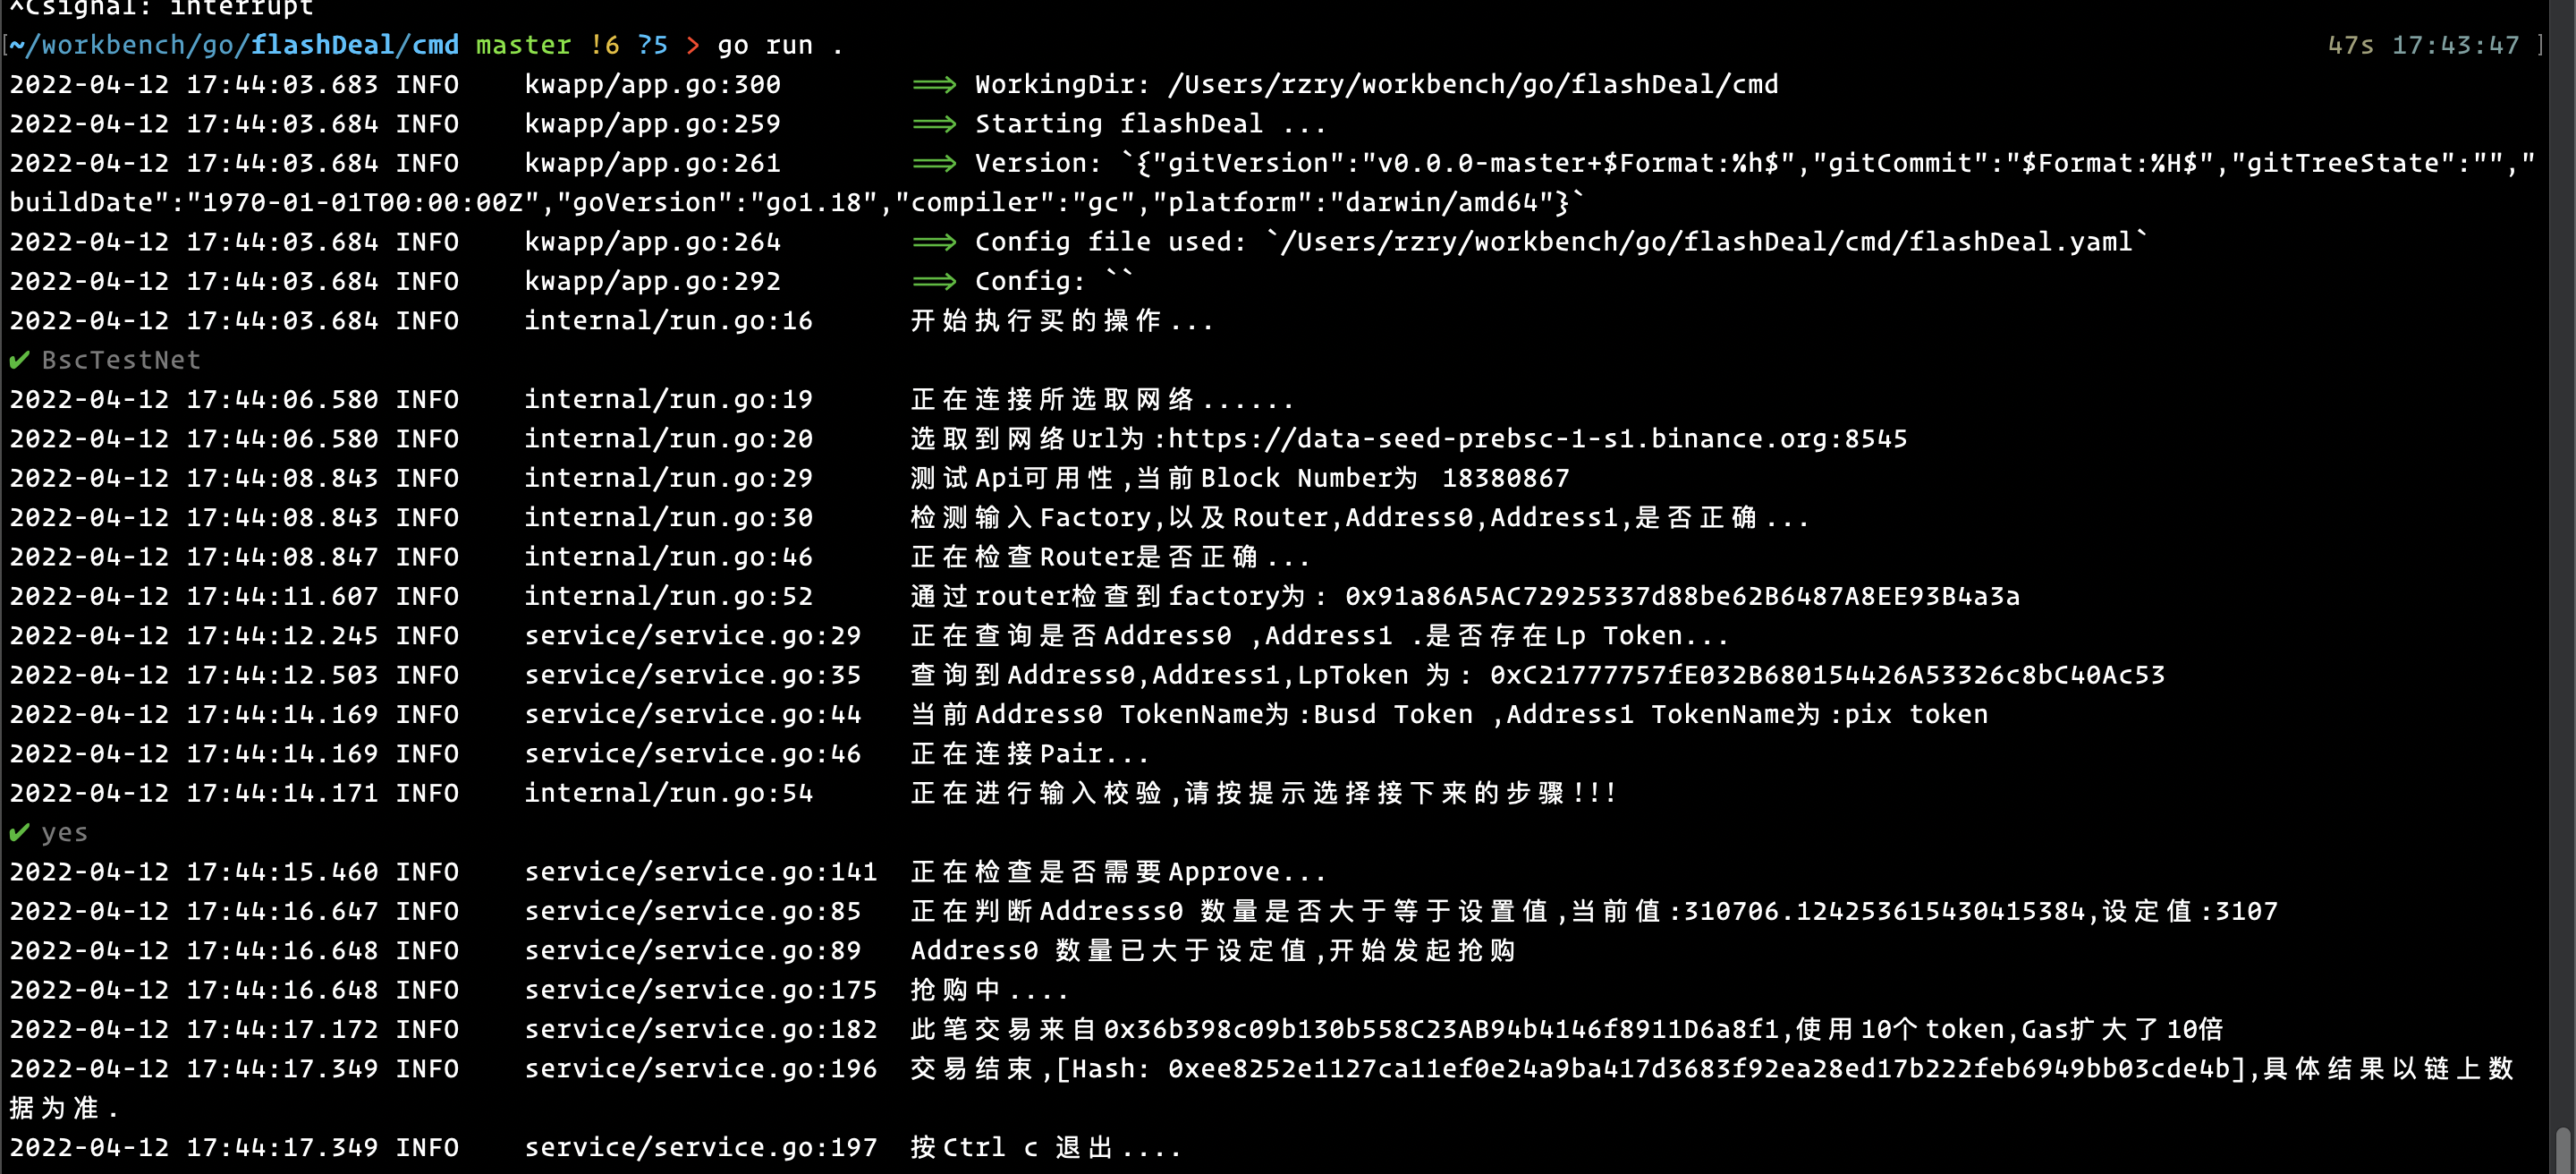 ^Csignal: interrupt
[~/workbench/go/flashDeal/cmd master !6 ?5 > go run . 47s 17:43:47 ]
2022-04-12 17:44:03.683 INFO kwapp/app.go:300 ==> WorkingDir: /Users/rzry/workbench/go/flashDeal/cmd
2022-04-12 17:44:03.684 INFO kwapp/app.go:259 ==> Starting flashDeal ...
2022-04-12 17:44:03.684 INFO kwapp/app.go:261 ==> Version: `{"gitVersion":"v0.0.0-master+$Format:%h$","gitCommit":"$Format:%H$","gitTreeState":"","
buildDate":"1970-01-01T00:00:00Z","goVersion":"go1.18","compiler":"gc","platform":"darwin/amd64"}`
2022-04-12 17:44:03.684 INFO kwapp/app.go:264 ==> Config file used: `/Users/rzry/workbench/go/flashDeal/cmd/flashDeal.yaml`
2022-04-12 17:44:03.684 INFO kwapp/app.go:292 ==> Config: ``
2022-04-12 17:44:03.684 INFO internal/run.go:16 开始执行买的操作...
✔ BscTestNet
2022-04-12 17:44:06.580 INFO internal/run.go:19 正在连接所选取网络......
2022-04-12 17:44:06.580 INFO internal/run.go:20 选取到网络Url为:https://data-seed-prebsc-1-s1.binance.org:8545
2022-04-12 17:44:08.843 INFO internal/run.go:29 测试Api可用性,当前Block Number为 18380867
2022-04-12 17:44:08.843 INFO internal/run.go:30 检测输入Factory,以及Router,Address0,Address1,是否正确...
2022-04-12 17:44:08.847 INFO internal/run.go:46 正在检查Router是否正确...
2022-04-12 17:44:11.607 INFO internal/run.go:52 通过router检查到factory为: 0x91a86A5AC72925337d88be62B6487A8EE93B4a3a
2022-04-12 17:44:12.245 INFO service/service.go:29 正在查询是否Address0 ,Address1 .是否存在Lp Token...
2022-04-12 17:44:12.503 INFO service/service.go:35 查询到Address0,Address1,LpToken 为: 0xC21777757fE032B680154426A53326c8bC40Ac53
2022-04-12 17:44:14.169 INFO service/service.go:44 当前Address0 TokenName为:Busd Token ,Address1 TokenName为:pix token
2022-04-12 17:44:14.169 INFO service/service.go:46 正在连接Pair...
2022-04-12 17:44:14.171 INFO internal/run.go:54 正在进行输入校验,请按提示选择接下来的步骤!!!
✔ yes
2022-04-12 17:44:15.460 INFO service/service.go:141 正在检查是否需要Approve...
2022-04-12 17:44:16.647 INFO service/service.go:85 正在判断Addresss0 数量是否大于等于设置值,当前值:310706.124253615430415384,设定值:3107
2022-04-12 17:44:16.648 INFO service/service.go:89 Address0 数量已大于设定值,开始发起抢购
2022-04-12 17:44:16.648 INFO service/service.go:175 抢购中....
2022-04-12 17:44:17.172 INFO service/service.go:182 此笔交易来自0x36b398c09b130b558C23AB94b4146f8911D6a8f1,使用10个token,Gas扩大了10倍
2022-04-12 17:44:17.349 INFO service/service.go:196 交易结束,[Hash: 0xee8252e1127ca11ef0e24a9ba417d3683f92ea28ed17b222feb6949bb03cde4b],具体结果以链上数
据为准.
2022-04-12 17:44:17.349 INFO service/service.go:197 按Ctrl c 退出....